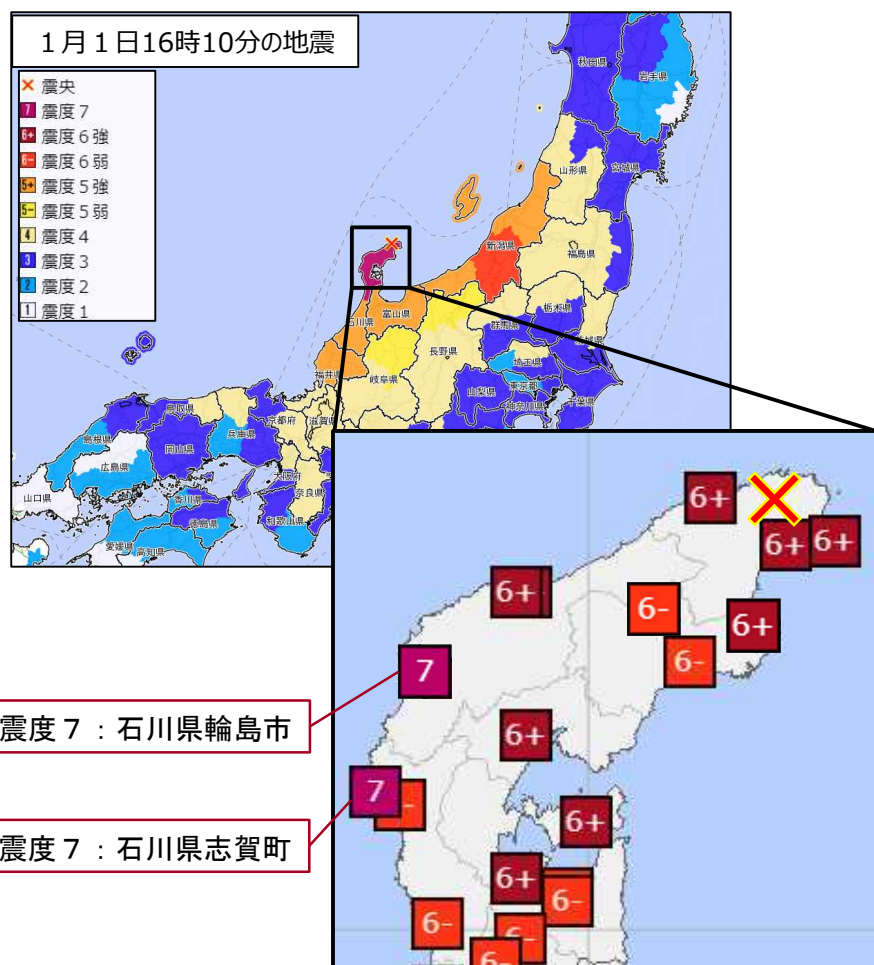 1月1日16時10分の地震
震央
7 震度7
6+ 震度6強
6- 震度6弱
5+ 震度5強
5- 震度5弱
4 震度4
3 震度3
2 震度2
1 震度1
秋田県
岩手県
山形県
宮城県
新潟県
福島県
石川県
富山県
群馬県
栃木県
長野県
福井県
岐阜県
埼玉県
山梨県
東京都
神奈川県
千葉県
鳥取県
京都府
滋賀県
島根県
岡山県
兵庫県
広島県
大阪府
奈良県
山口県
香川県
徳島県
和歌山県
愛媛県
高知県
6+
6+
6+
6+
6-
6+
7
6-
震度7：石川県輪島市
6+
7
6+
震度7：石川県志賀町
6+
6-
6-
6-
6-